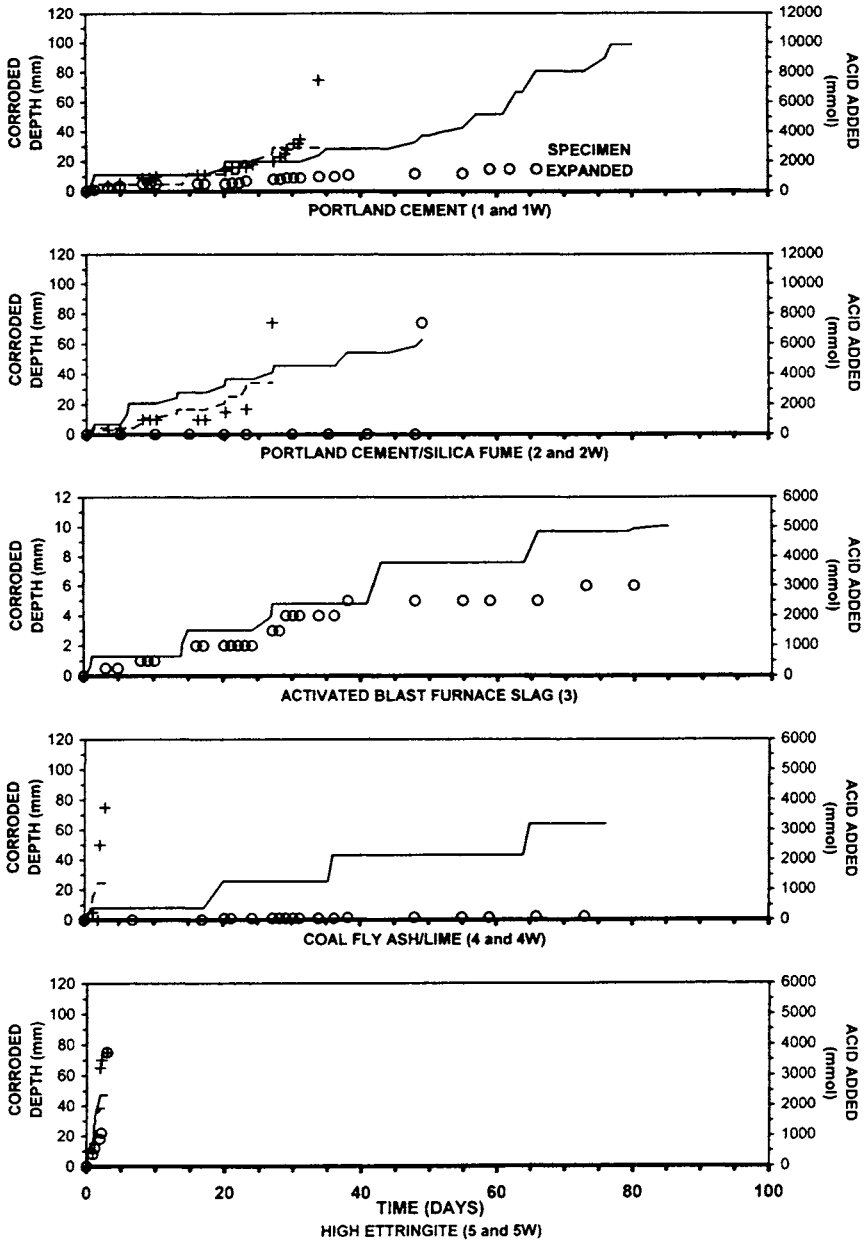 120
100
80
60
40
20
0
CORRODED
DEPTH (mm)
12000
10000
8000
6000
4000
2000
0
ACID ADDED
(mmol)
SPECIMEN
EXPANDED
PORTLAND CEMENT (1 and 1W)
120
100
80
60
40
20
0
CORRODED
DEPTH (mm)
12000
10000
8000
6000
4000
2000
0
ACID ADDED
(mmol)
PORTLAND CEMENT/SILICA FUME (2 and 2W)
12
10
8
6
4
2
0
CORRODED
DEPTH (mm)
6000
5000
4000
3000
2000
1000
0
ACID ADDED
(mmol)
ACTIVATED BLAST FURNACE SLAG (3)
120
100
80
60
40
20
0
CORRODED
DEPTH (mm)
6000
5000
4000
3000
2000
1000
0
ACID ADDED
(mmol)
COAL FLY ASH/LIME (4 and 4W)
120
100
80
60
40
20
0
CORRODED
DEPTH (mm)
6000
5000
4000
3000
2000
1000
0
ACID ADDED
(mmol)
0 20 40 60 80 100
TIME (DAYS)
HIGH ETTRINGITE (5 and 5W)